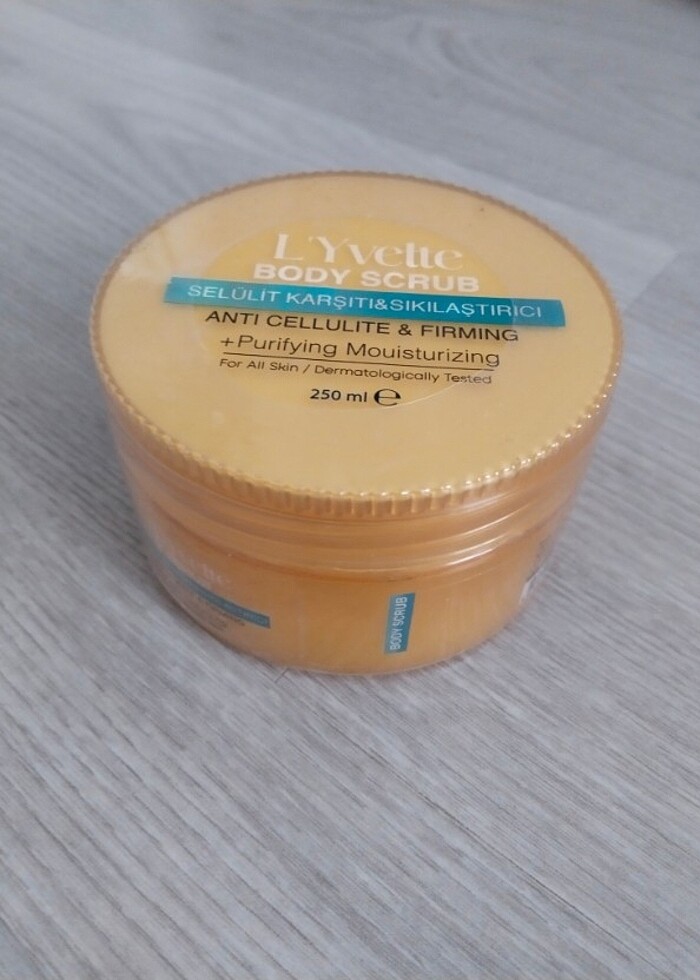 L'Yvette
BODY SCRUB
SELÜLİT KARŞITI&SIKILAŞTIRICI
ANTI CELLULITE & FIRMING
+Purifying Mouisturizing
For All Skin / Dermatologically Tested
250 ml ℮
BODY SCRUB